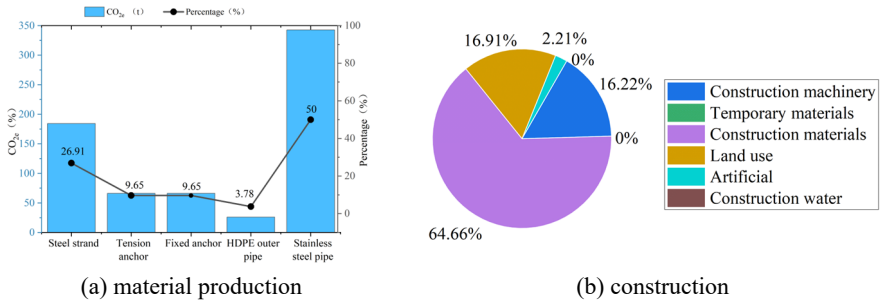 CO₂ₑ （t）
Percentage (%)
350
300
250
200
150
100
50
0
CO₂ₑ（%）
100
80
60
40
20
0
Percentage（%）
26.91
9.65
9.65
3.78
50
Steel strand
Tension anchor
Fixed anchor
HDPE outer pipe
Stainless steel pipe
(a) material production
16.91%
2.21%
0%
16.22%
0%
64.66%
Construction machinery
Temporary materials
Construction materials
Land use
Artificial
Construction water
(b) construction